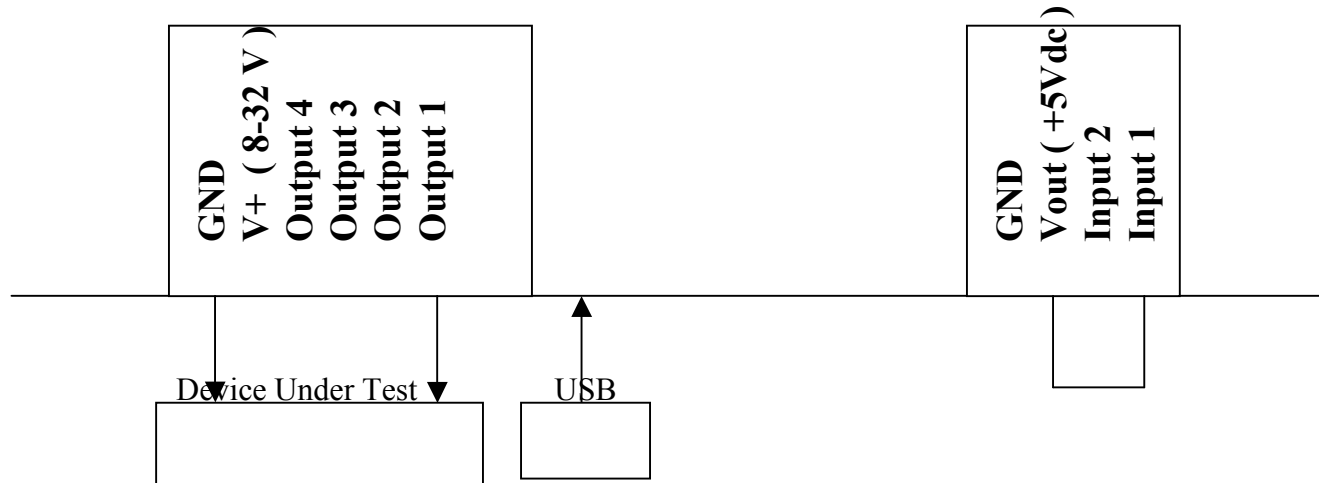 GND
V+ ( 8-32 V )
Output 4
Output 3
Output 2
Output 1
GND
Vout ( +5Vdc)
Input 2
Input 1
Device Under Test
USB